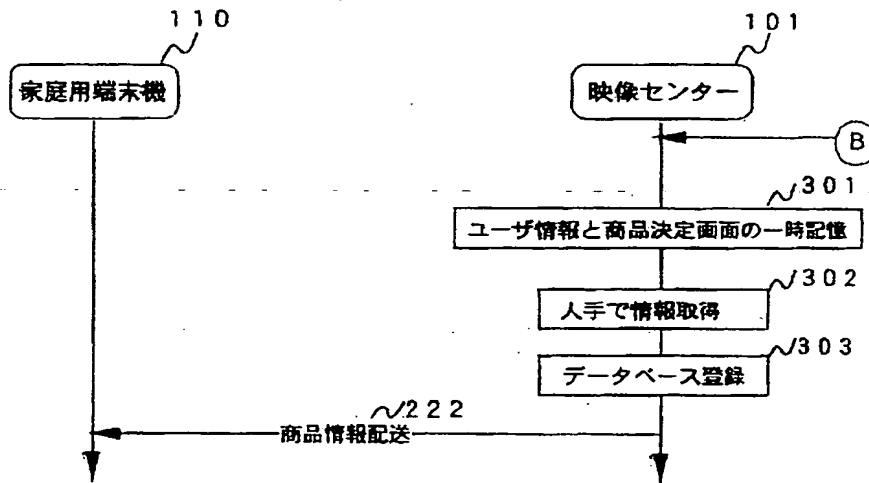 110
101
家庭用端末機
映像センター
B
301
ユーザ情報と商品決定画面の一時記憶
302
人手で情報取得
303
データベース登録
222
商品情報配送